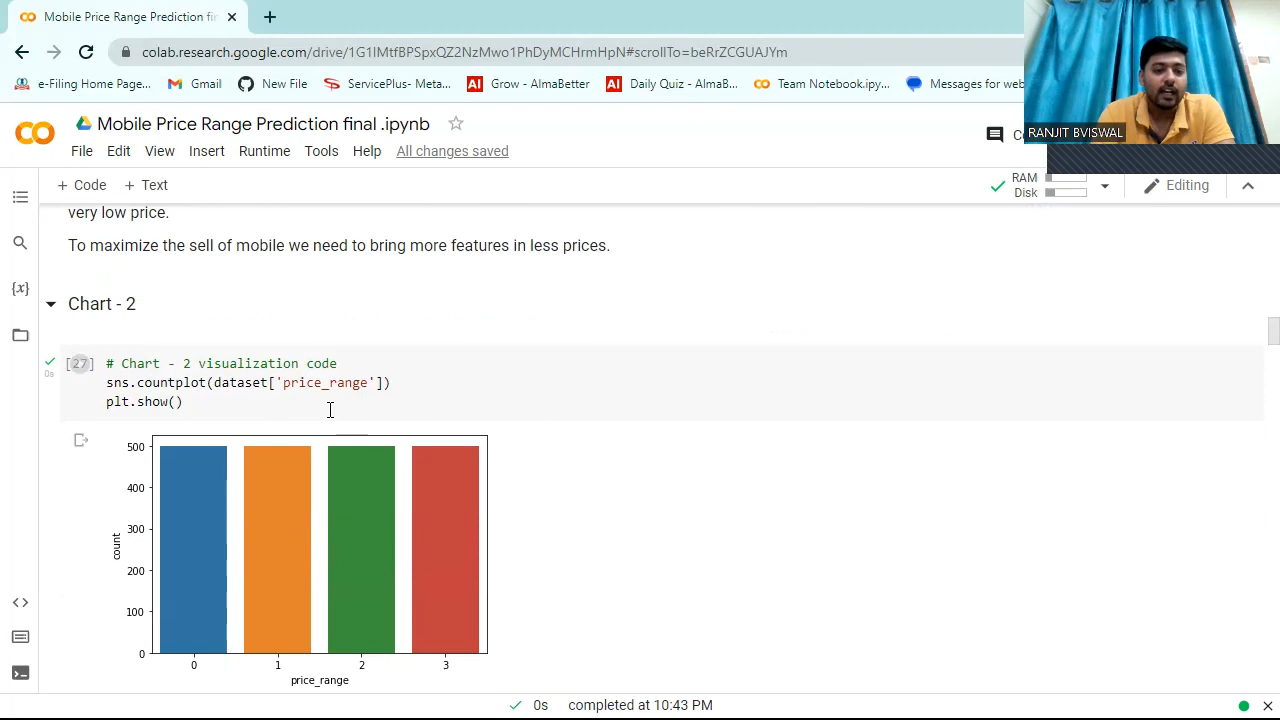 Mobile Price Range Prediction fin
colab.research.google.com/drive/1G1IMtfBPSpxQZ2NzMwo1PhDyMCHrmHpN#scrollTo=beRrZCGUAJYm
e-Filing Home Page...
Gmail
New File
ServicePlus- Meta...
Grow - AlmaBetter
Daily Quiz - AlmaB...
Team Notebook.ipy...
Messages for web
RANJIT BVISWAL
Mobile Price Range Prediction final .ipynb
File Edit View Insert Runtime Tools Help All changes saved
+ Code + Text
RAM
Disk
Editing
very low price.
To maximize the sell of mobile we need to bring more features in less prices.
Chart - 2
[27] # Chart - 2 visualization code
0s
sns.countplot(dataset['price_range'])
plt.show()
500
400
300
200
100
0
count
0 1 2 3
price_range
0s completed at 10:43 PM